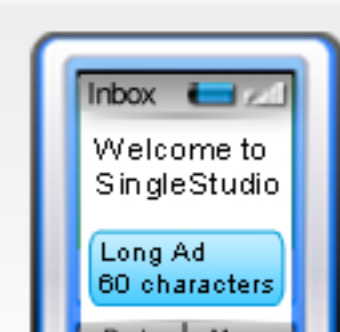 Inbox
Welcome to
SingleStudio
Long Ad
60 characters